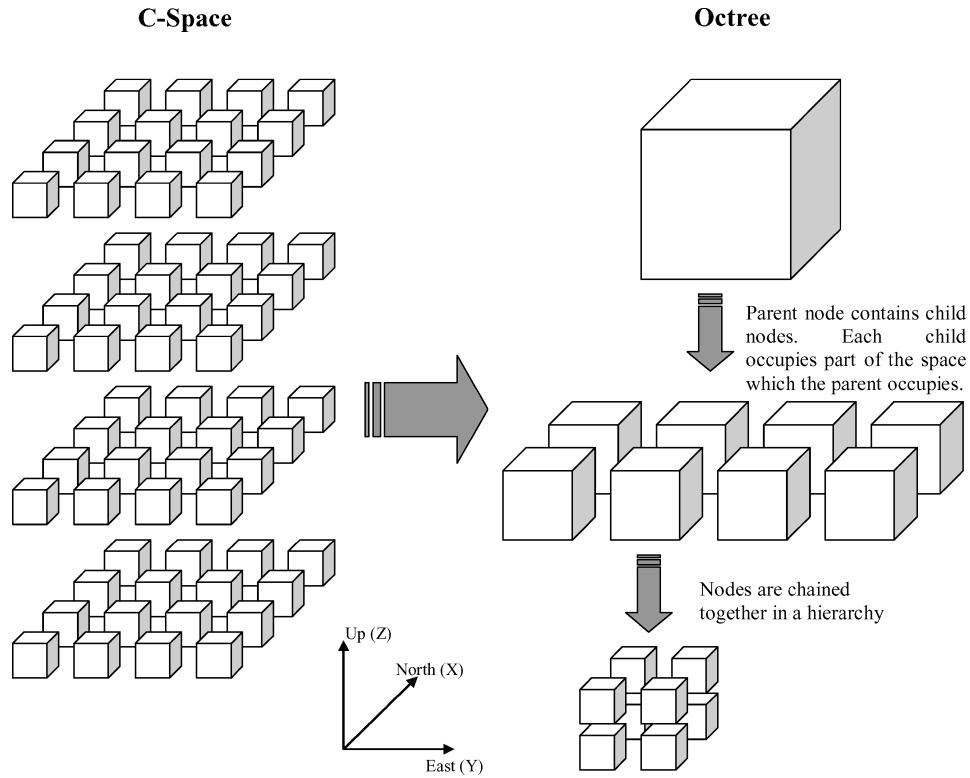 C-Space
Octree
Parent node contains child
nodes. Each child
occupies part of the space
which the parent occupies.
Nodes are chained
together in a hierarchy
Up (Z)
North (X)
East (Y)